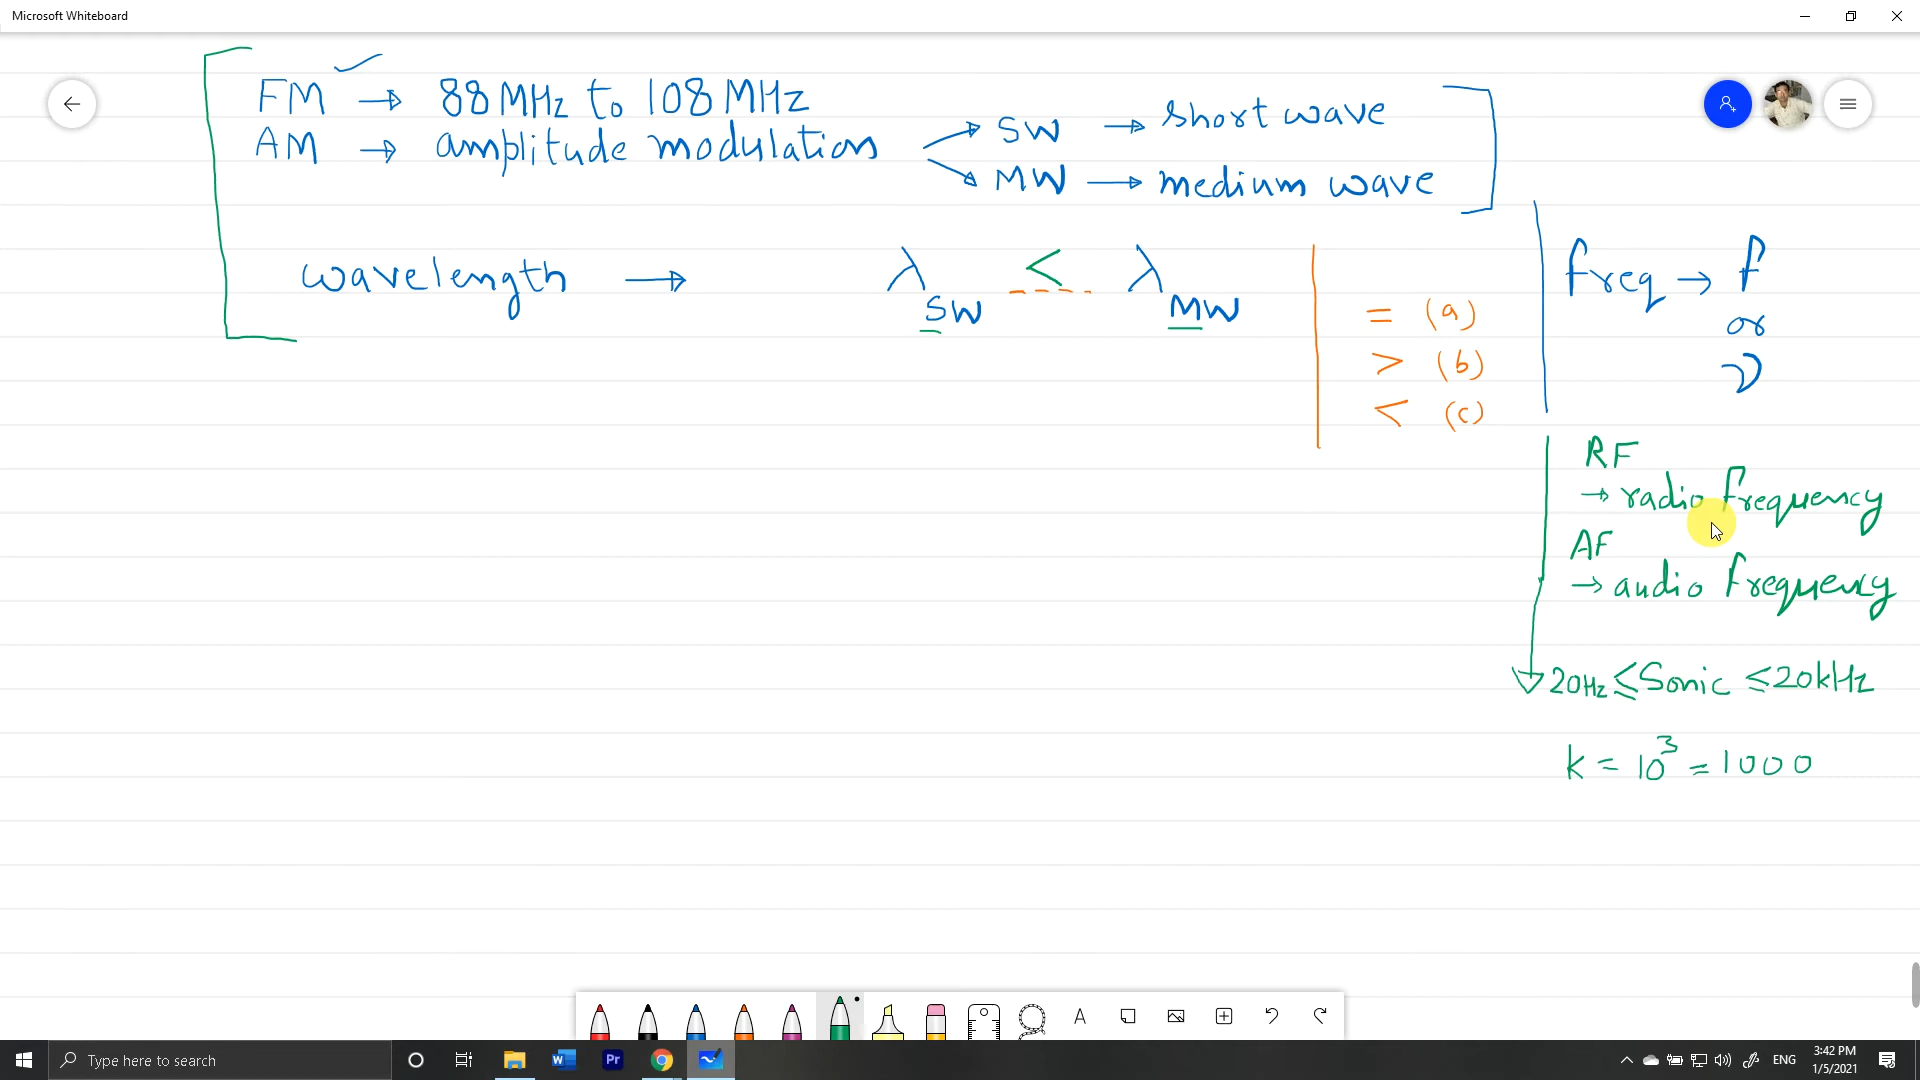 Microsoft Whiteboard
FM → 88 MHz to 108 MHz
AM → amplitude modulation
SW → short wave
MW → medium wave
wavelength → λSW < λMW
= (a)
> (b)
< (c)
freq → f
or
ν
RF
→ radio frequency
AF
→ audio frequency
20Hz ≤ Sonic ≤ 20kHz
k = 10³ = 1000
A
Type here to search
W
Pr
ENG
3:42 PM
1/5/2021